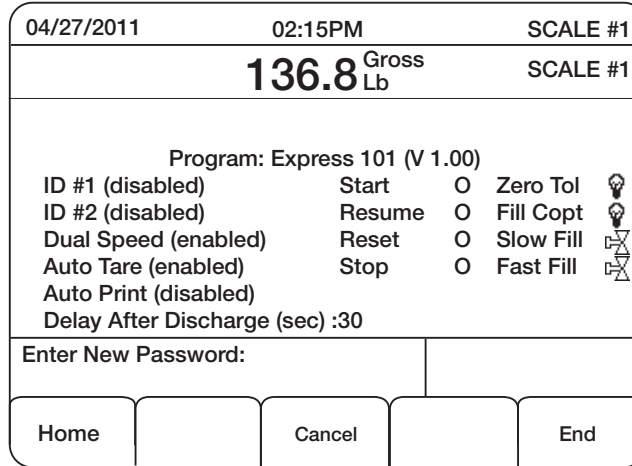 04/27/2011 02:15PM SCALE #1
136.8 Gross Lb SCALE #1
Program: Express 101 (V 1.00)
ID #1 (disabled) Start O Zero Tol
ID #2 (disabled) Resume O Fill Copt
Dual Speed (enabled) Reset O Slow Fill
Auto Tare (enabled) Stop O Fast Fill
Auto Print (disabled)
Delay After Discharge (sec) :30
Enter New Password:
Home Cancel End